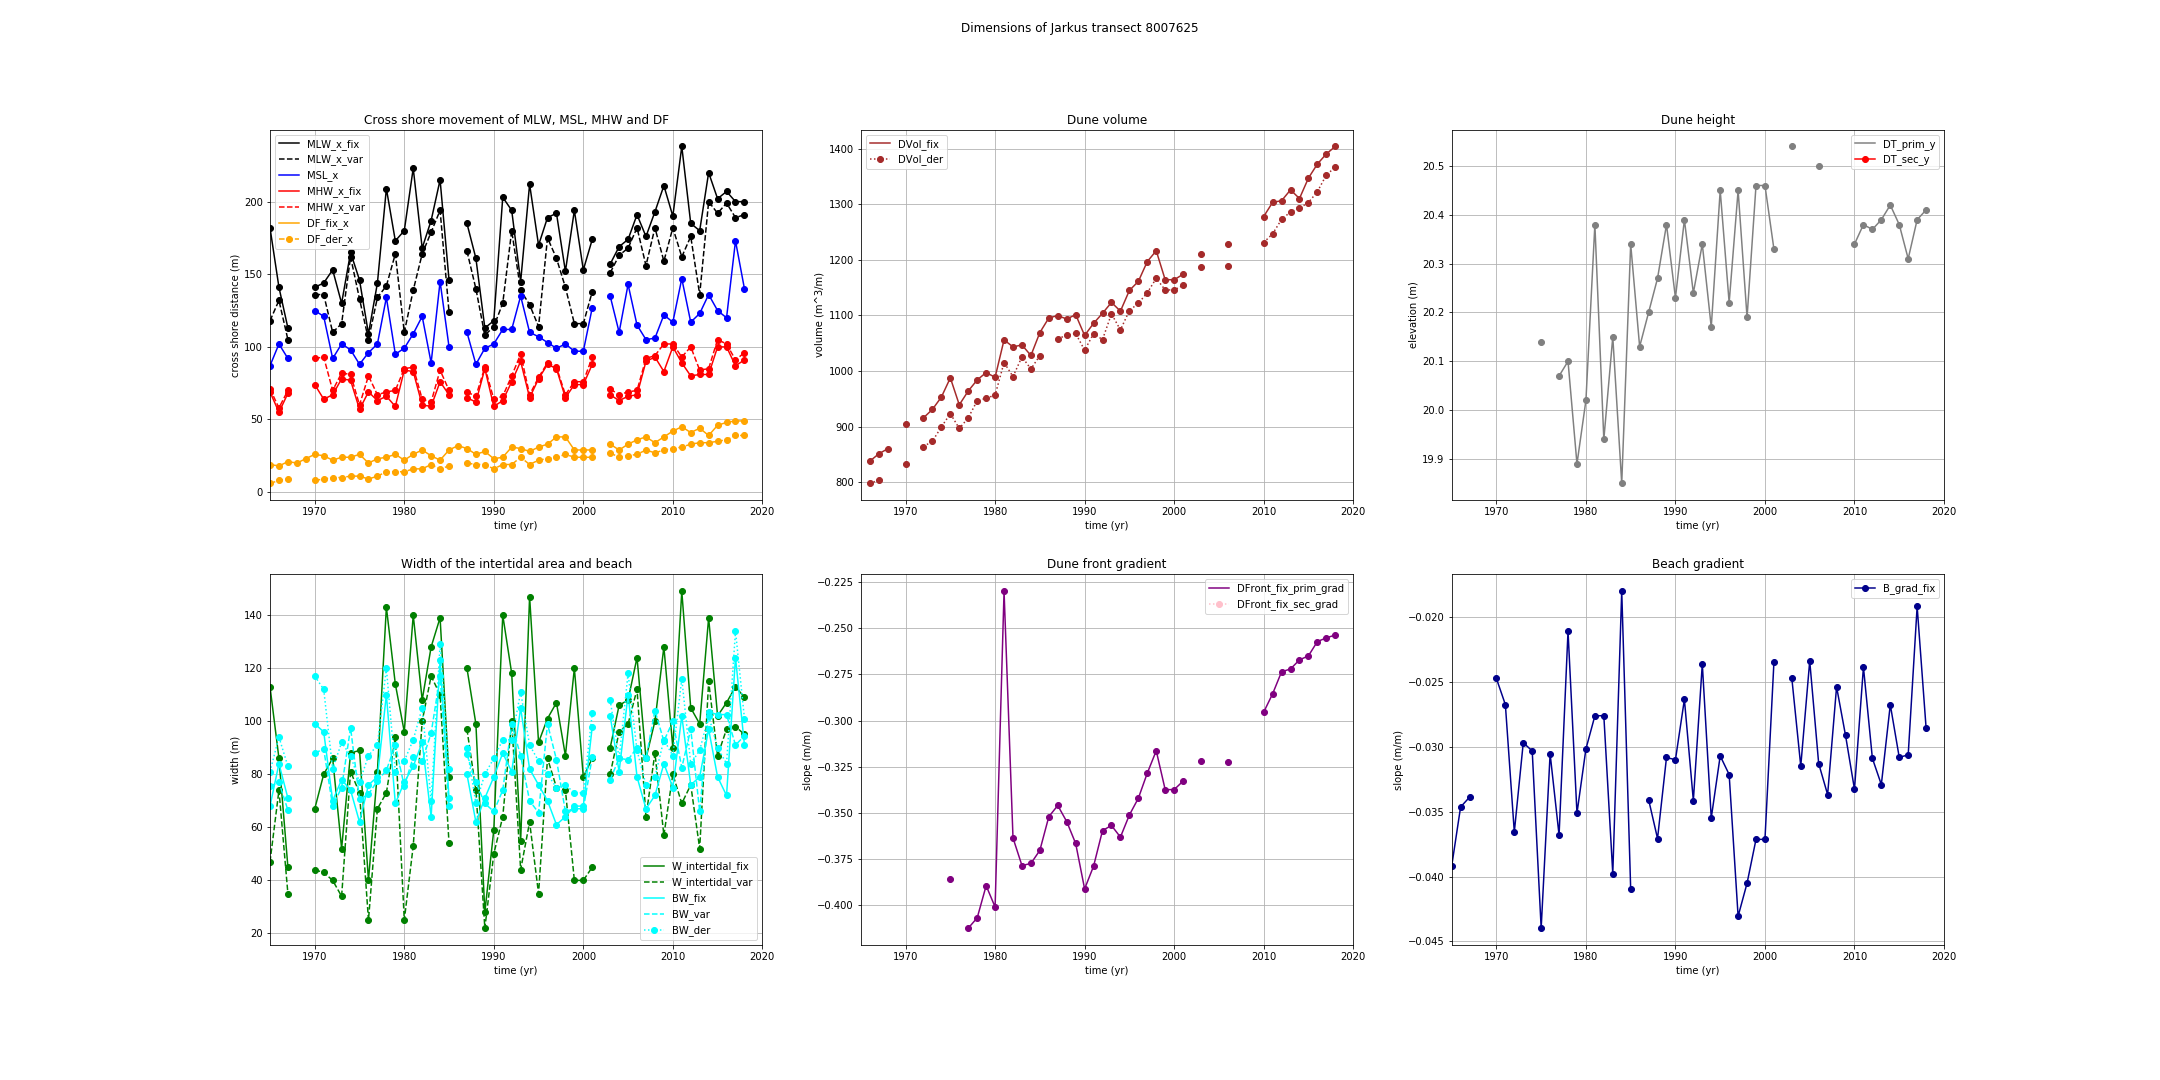 Dimensions of Jarkus transect 8007625
Cross shore movement of MLW, MSL, MHW and DF
MLW_x_fix
MLW_x_var
MSL_x
MHW_x_fix
MHW_x_var
DF_fix_x
DF_der_x
cross shore distance (m)
200
150
100
50
0
1970 1980 1990 2000 2010 2020
time (yr)
Dune volume
DVol_fix
DVol_der
volume (m^3/m)
1400
1300
1200
1100
1000
900
800
1970 1980 1990 2000 2010 2020
time (yr)
Dune height
DT_prim_y
DT_sec_y
elevation (m)
20.5
20.4
20.3
20.2
20.1
20.0
19.9
1970 1980 1990 2000 2010 2020
time (yr)
Width of the intertidal area and beach
W_intertidal_fix
W_intertidal_var
BW_fix
BW_var
BW_der
width (m)
140
120
100
80
60
40
20
1970 1980 1990 2000 2010 2020
time (yr)
Dune front gradient
DFront_fix_prim_grad
DFront_fix_sec_grad
slope (m/m)
−0.225
−0.250
−0.275
−0.300
−0.325
−0.350
−0.375
−0.400
1970 1980 1990 2000 2010 2020
time (yr)
Beach gradient
B_grad_fix
slope (m/m)
−0.020
−0.025
−0.030
−0.035
−0.040
−0.045
1970 1980 1990 2000 2010 2020
time (yr)